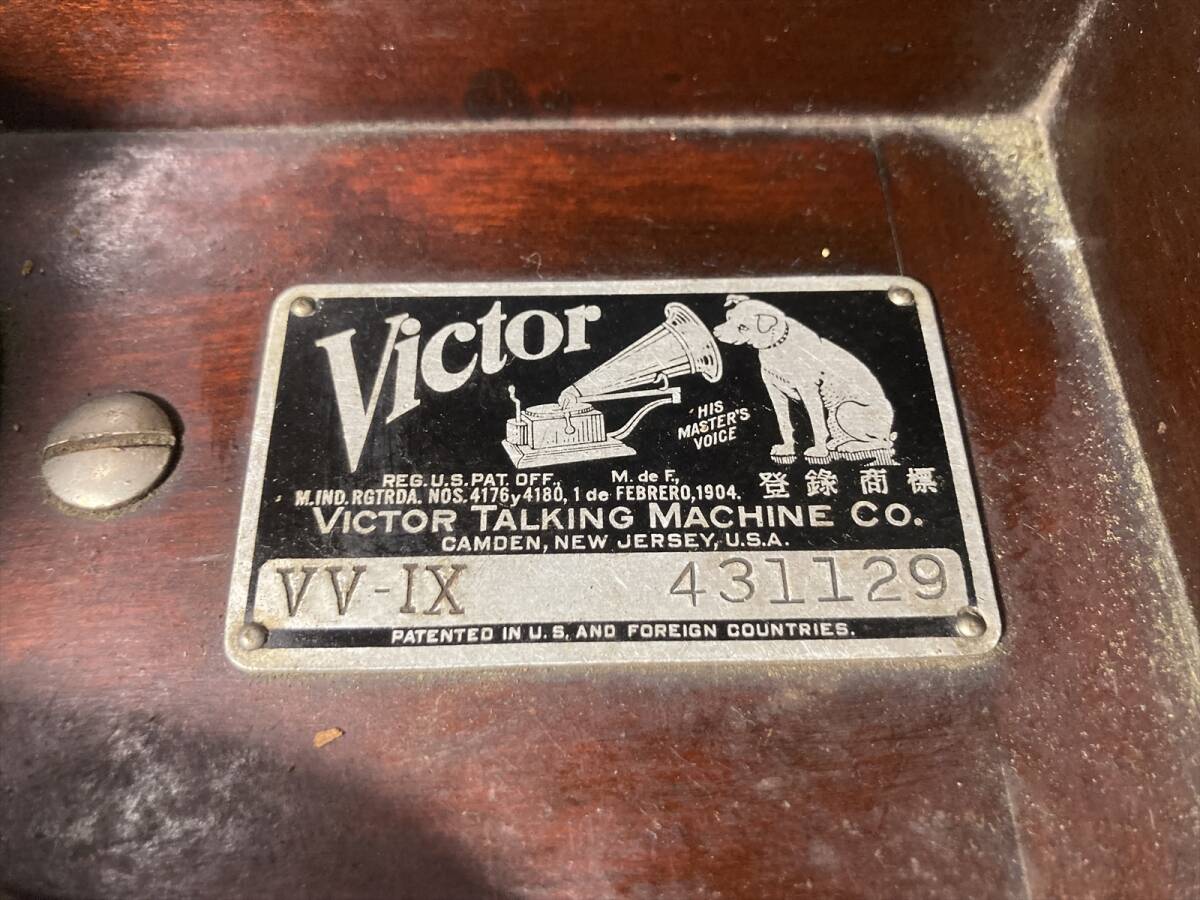 Victor
HIS
MASTER'S
VOICE
REG. U.S. PAT. OFF., M. de F.,
M. IND. RGTRDA. NOS. 4176 y 4180, 1 de FEBRERO, 1904. 登錄商標
VICTOR TALKING MACHINE CO.
CAMDEN, NEW JERSEY, U.S.A.
VV-IX 431129
PATENTED IN U.S. AND FOREIGN COUNTRIES.